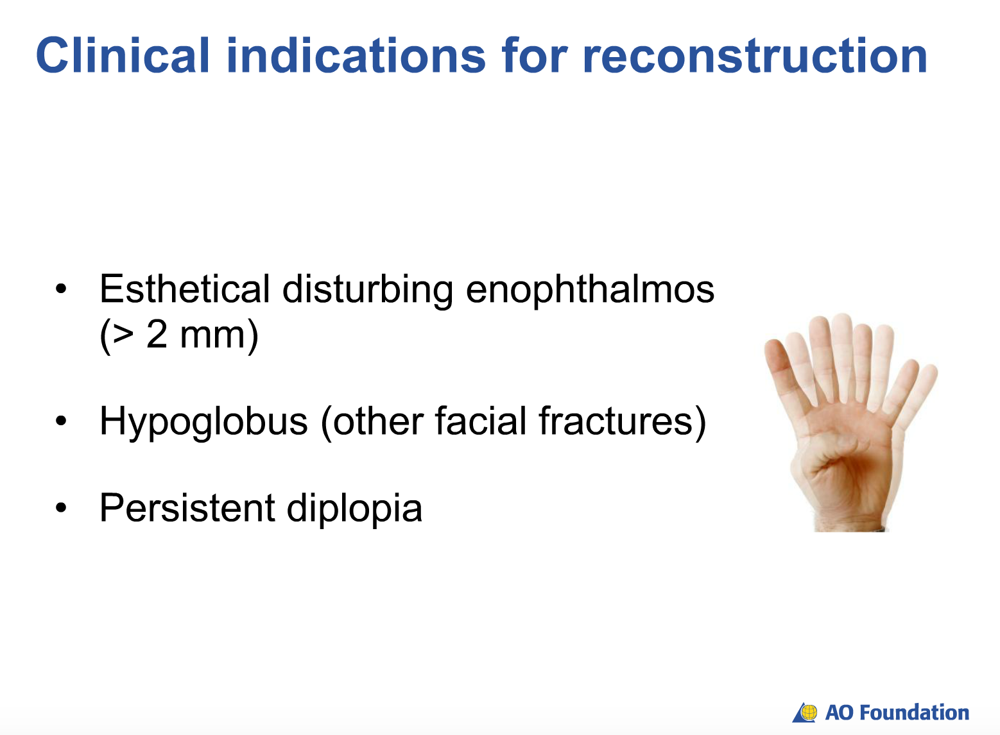 Clinical indications for reconstruction
• Esthetical disturbing enophthalmos
(> 2 mm)
• Hypoglobus (other facial fractures)
• Persistent diplopia
AO Foundation